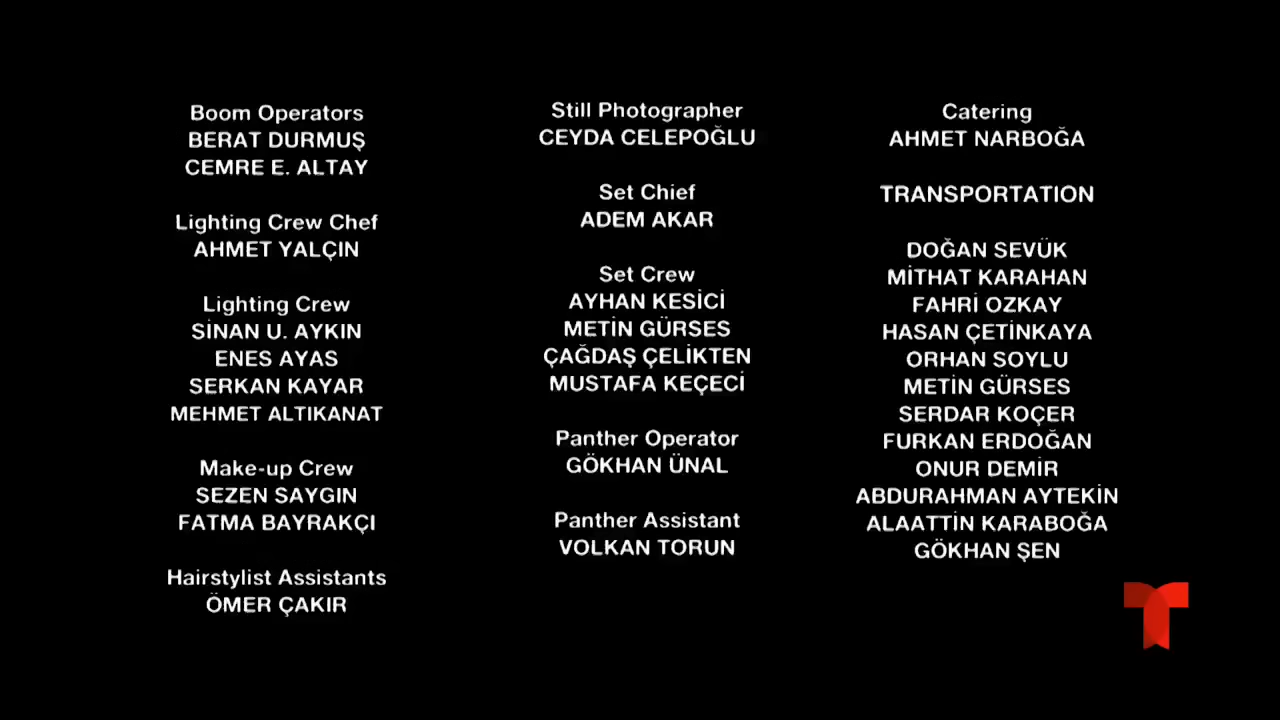 Boom Operators
BERAT DURMUŞ
CEMRE E. ALTAY
Lighting Crew Chef
AHMET YALÇIN
Lighting Crew
SİNAN U. AYKIN
ENES AYAS
SERKAN KAYAR
MEHMET ALTIKANAT
Make-up Crew
SEZEN SAYGIN
FATMA BAYRAKÇI
Hairstylist Assistants
ÖMER ÇAKIR
Still Photographer
CEYDA CELEPOĞLU
Set Chief
ADEM AKAR
Set Crew
AYHAN KESİCİ
METİN GÜRSES
ÇAĞDAŞ ÇELİKTEN
MUSTAFA KEÇECİ
Panther Operator
GÖKHAN ÜNAL
Panther Assistant
VOLKAN TORUN
Catering
AHMET NARBOĞA
TRANSPORTATION
DOĞAN SEVÜK
MİTHAT KARAHAN
FAHRİ OZKAY
HASAN ÇETİNKAYA
ORHAN SOYLU
METİN GÜRSES
SERDAR KOÇER
FURKAN ERDOĞAN
ONUR DEMİR
ABDURAHMAN AYTEKİN
ALAATTİN KARABOĞA
GÖKHAN ŞEN